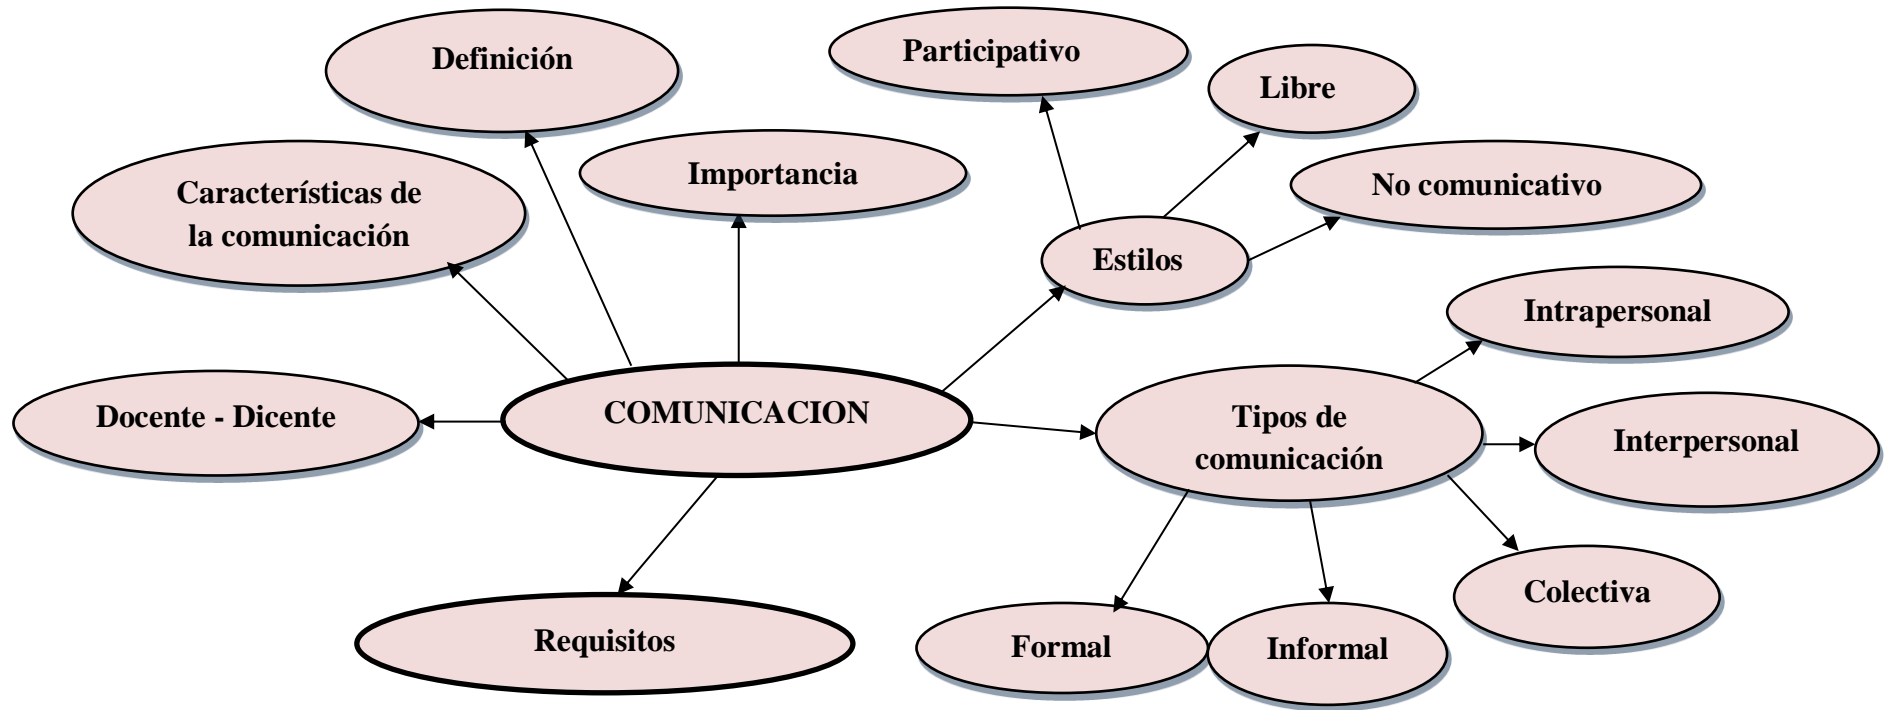 Definición
Participativo
Libre
Importancia
Características de
la comunicación
No comunicativo
Estilos
Intrapersonal
COMUNICACION
Docente - Dicente
Tipos de
comunicación
Interpersonal
Colectiva
Requisitos
Formal
Informal